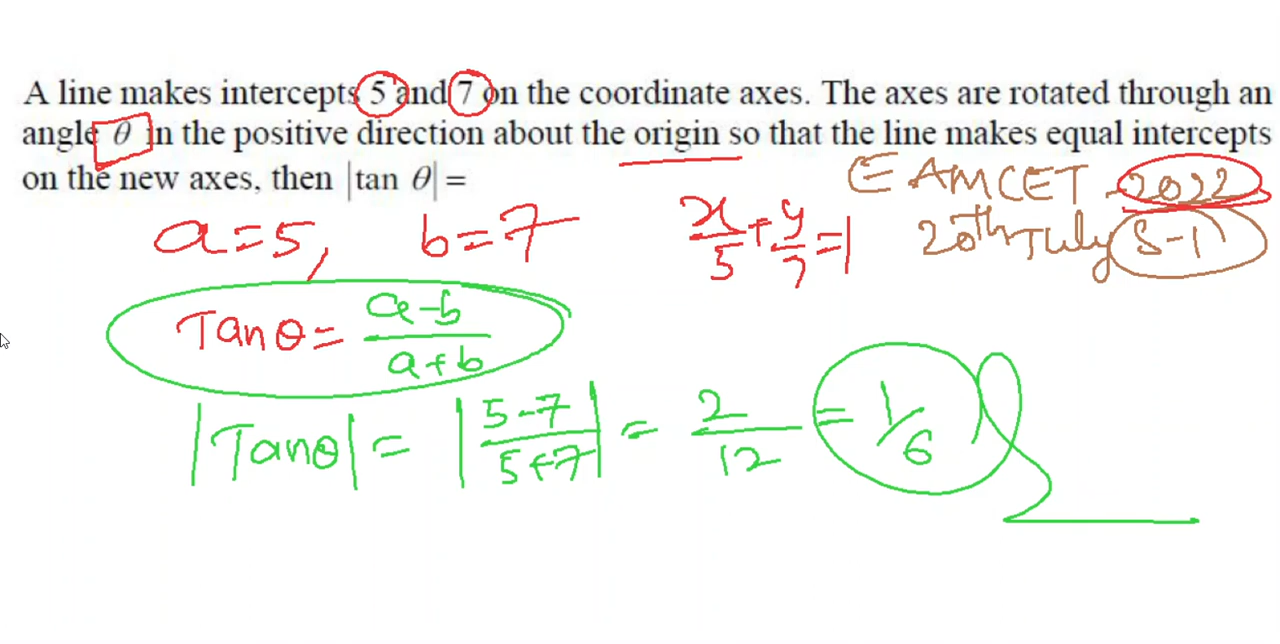 A line makes intercepts 5 and 7 on the coordinate axes. The axes are rotated through an
angle θ in the positive direction about the origin so that the line makes equal intercepts
on the new axes, then |tan θ| =
E AMCET - 2022
20th July S-1
a=5, b=7 x/5 + y/7 = 1
Tan θ = a-b/a+b
|Tanθ| = |5-7/5+7| = 2/12 = 1/6